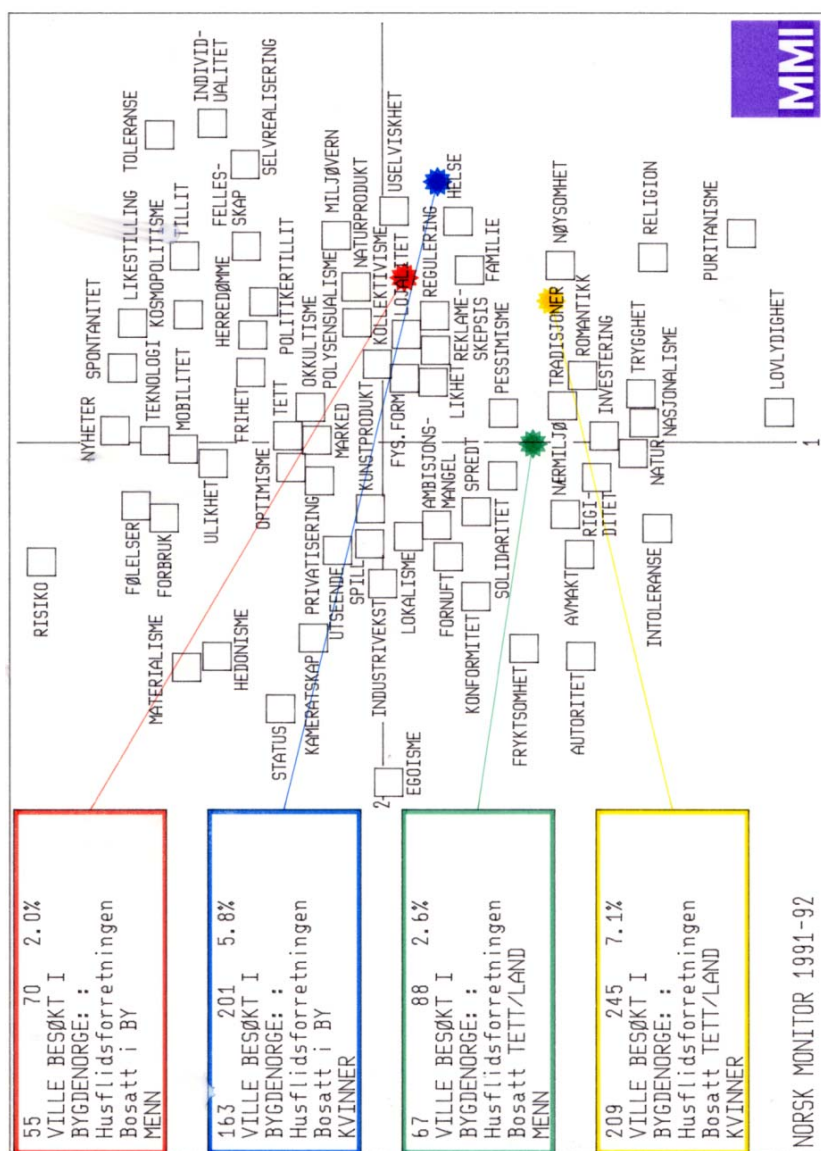 55 70 2.0%
VILLE BESØKT I
BYGDENORGE: :
Husflidsforretningen
Bosatt i BY
MENN
163 201 5.8%
VILLE BESØKT I
BYGDENORGE: :
Husflidsforretningen
Bosatt i BY
KVINNER
67 88 2.6%
VILLE BESØKT I
BYGDENORGE: :
Husflidsforretningen
Bosatt TETT/LAND
MENN
209 245 7.1%
VILLE BESØKT I
BYGDENORGE: :
Husflidsforretningen
Bosatt TETT/LAND
KVINNER
NORSK MONITOR 1991-92
RISIKO
NYHETER
SPONTANITET
LIKESTILLING
TOLERANSE
FØLELSER
TEKNOLOGI
KOSMOPOLITISME
FORBRUK
MOBILITET
TILLIT
INDIVID-
UALITET
MATERIALISME
HEDONISME
ULIKHET
HERREDØMME
FELLES-
SKAP
SELVREALISERING
FRIHET
POLITIKERTILLIT
STATUS
OPTIMISME
TETT
OKKULTISME
MILJØVERN
KAMERATSKAP
PRIVATISERING
MARKED
POLYSENSUALISME
NATURPRODUKT
UTSEENDE
SPILL
KUNSTPRODUKT
KOLLEKTIVISME
2
INDUSTRIVEKST
EGOISME
LOKALISME
FYS. FORM
LOJALITET
USELVISKHET
FORNUFT
AMBISJONS-
MANGEL
LIKHET
REKLAME-
SKEPSIS
REGULERING
HELSE
FAMILIE
KONFORMITET
SPREDT
SOLIDARITET
PESSIMISME
FRYKTSOMHET
NÆRMILJØ
TRADISJONER
NØYSOMHET
AUTORITET
AVMAKT
RIGI-
DITET
ROMANTIKK
INVESTERING
INTOLERANSE
NATUR
NASJONALISME
TRYGGHET
RELIGION
PURITANISME
LOVLYDIGHET
1
MMI